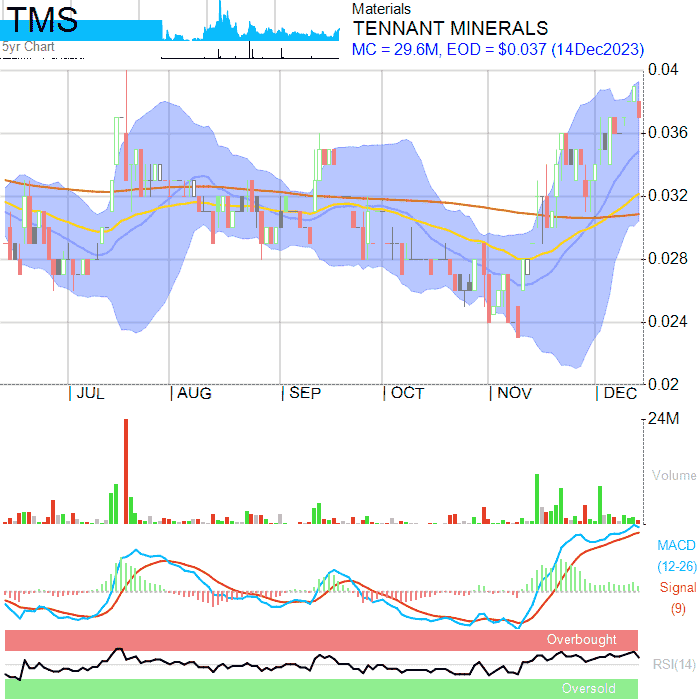 TMS
5yr Chart
Materials
TENNANT MINERALS
MC = 29.6M, EOD = $0.037 (14Dec2023)
0.04
0.036
0.032
0.028
0.024
0.02
JUL AUG SEP OCT NOV DEC
24M
Volume
MACD
(12-26)
Signal
(9)
Overbought
RSI(14)
Oversold